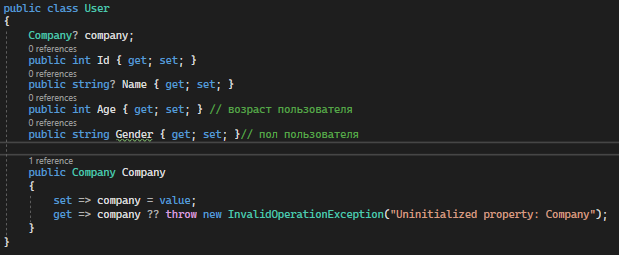 public class User
{
Company? company;
0 references
public int Id { get; set; }
0 references
public string? Name { get; set; }
0 references
public int Age { get; set; } // возраст пользователя
0 references
public string Gender { get; set; }// пол пользователя
1 reference
public Company Company
{
set => company = value;
get => company ?? throw new InvalidOperationException("Uninitialized property: Company");
}
}